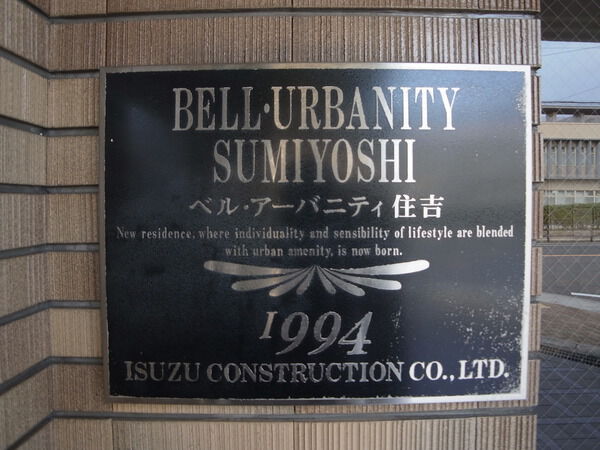 BELL·URBANITY
SUMIYOSHI
ベル·アーバニティ住吉
New residence, where individuality and sensibility of lifestyle are blended
with urban amenity, is now born.
1994
ISUZU CONSTRUCTION CO., LTD.